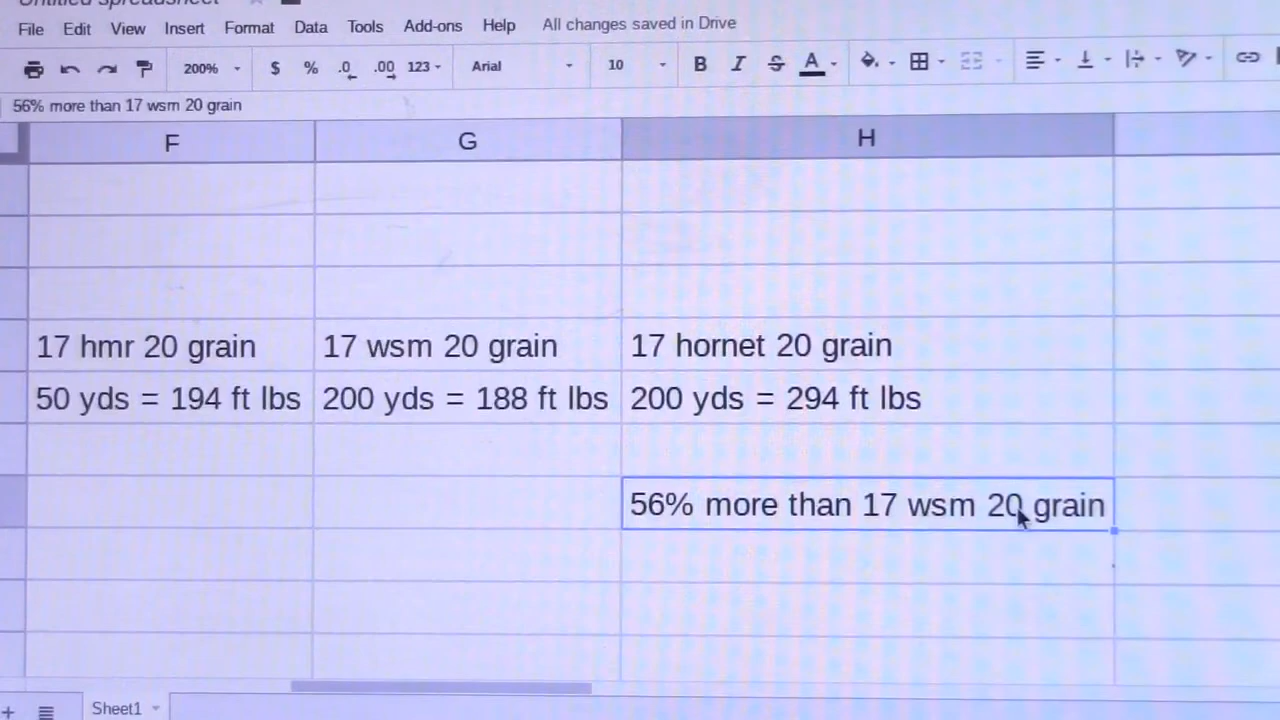 Untitled spreadsheet
File Edit View Insert Format Data Tools Add-ons Help All changes saved in Drive
200% $ % .0 .00 123 Arial 10 B I S A
56% more than 17 wsm 20 grain
F G H
17 hmr 20 grain 17 wsm 20 grain 17 hornet 20 grain
50 yds = 194 ft lbs 200 yds = 188 ft lbs 200 yds = 294 ft lbs
56% more than 17 wsm 20 grain
Sheet1